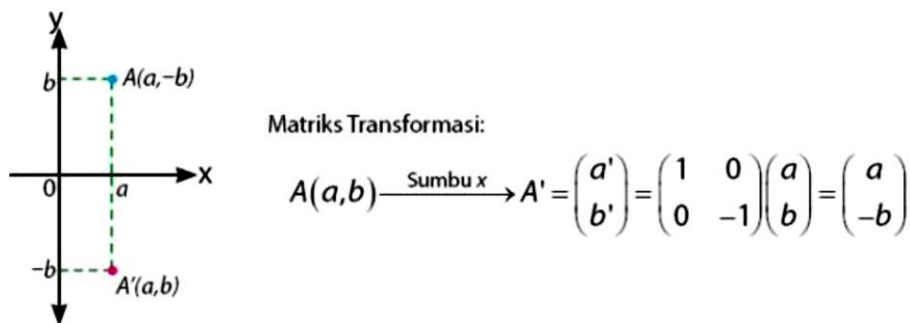 y
b A(a,−b)
0 a x
−b A'(a,b)
Matriks Transformasi:
A(a,b) Sumbu x → A' = (a' b') = (1 0 0 −1)(a b) = (a −b)